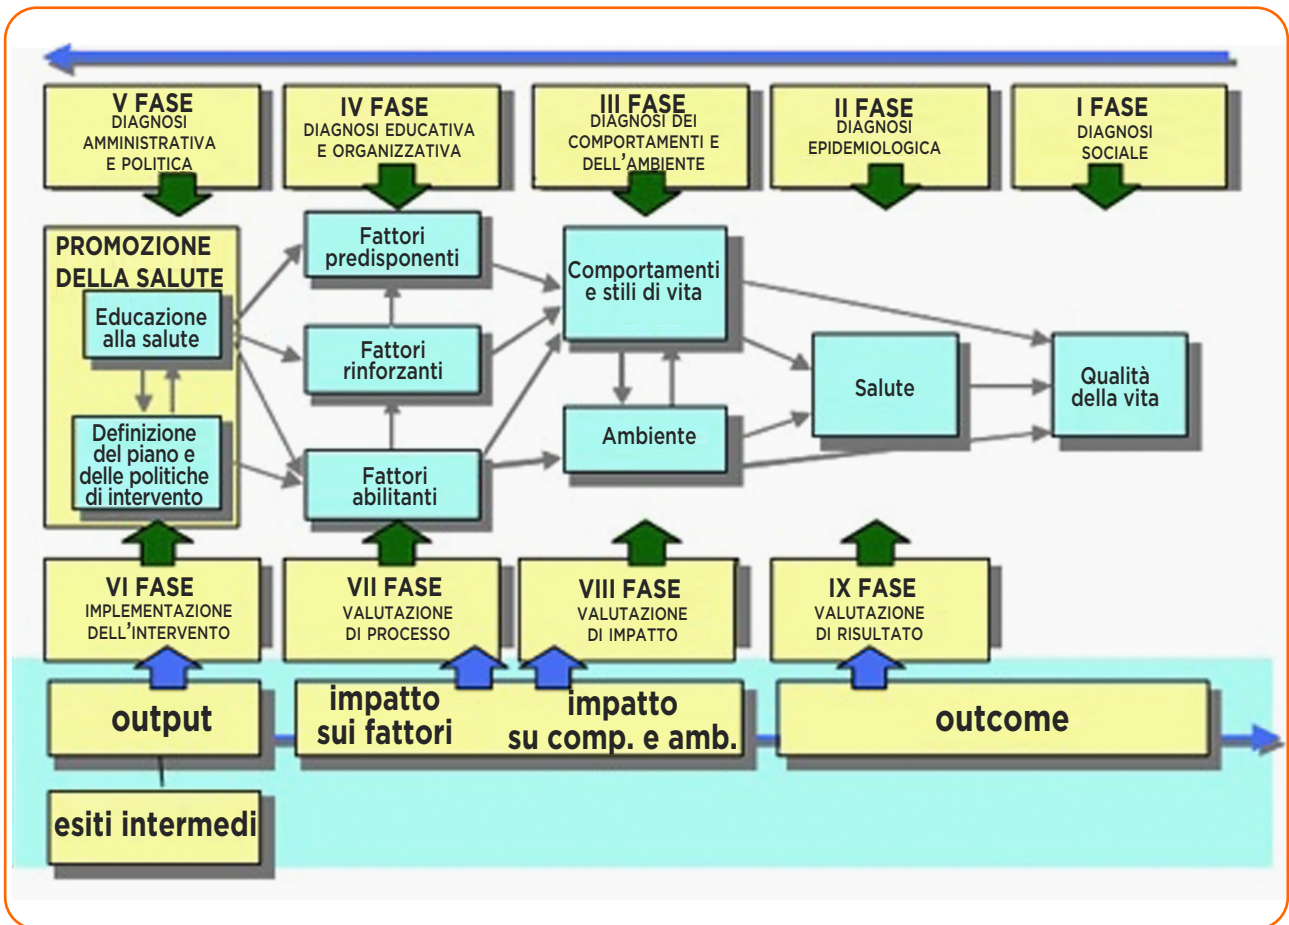 V FASE
DIAGNOSI
AMMINISTRATIVA
E POLITICA
IV FASE
DIAGNOSI EDUCATIVA
E ORGANIZZATIVA
III FASE
DIAGNOSI DEI
COMPORTAMENTI E
DELL'AMBIENTE
II FASE
DIAGNOSI
EPIDEMIOLOGICA
I FASE
DIAGNOSI
SOCIALE
PROMOZIONE
DELLA SALUTE
Educazione
alla salute
Definizione
del piano e
delle politiche
di intervento
Fattori
predisponenti
Fattori
rinforzanti
Fattori
abilitanti
Comportamenti
e stili di vita
Ambiente
Salute
Qualità
della vita
VI FASE
IMPLEMENTAZIONE
DELL'INTERVENTO
VII FASE
VALUTAZIONE
DI PROCESSO
VIII FASE
VALUTAZIONE
DI IMPATTO
IX FASE
VALUTAZIONE
DI RISULTATO
output
impatto
sui fattori
impatto
su comp. e amb.
outcome
esiti intermedi